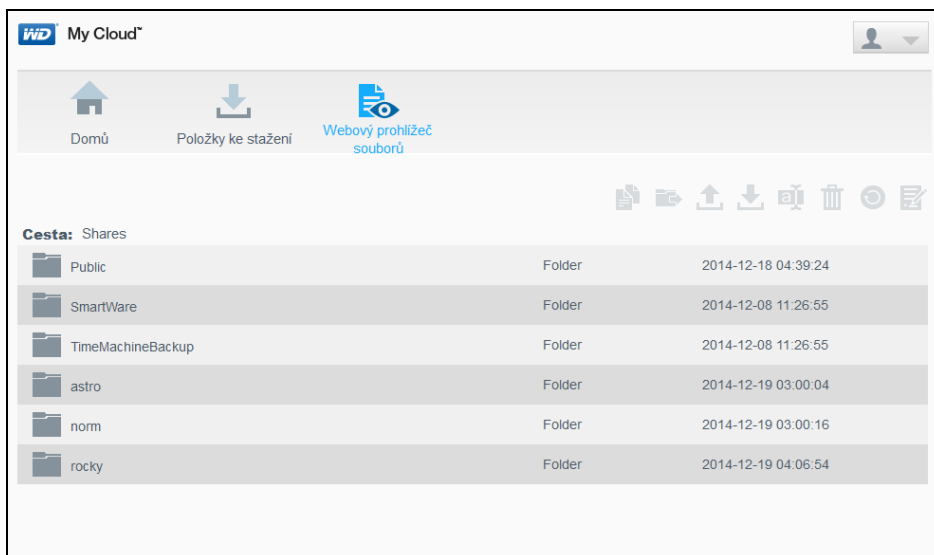 WD My Cloud™
Domů
Položky ke stažení
Webový prohlížeč
souborů
Cesta: Shares
Public Folder 2014-12-18 04:39:24
SmartWare Folder 2014-12-08 11:26:55
TimeMachineBackup Folder 2014-12-08 11:26:55
astro Folder 2014-12-19 03:00:04
norm Folder 2014-12-19 03:00:16
rocky Folder 2014-12-19 04:06:54